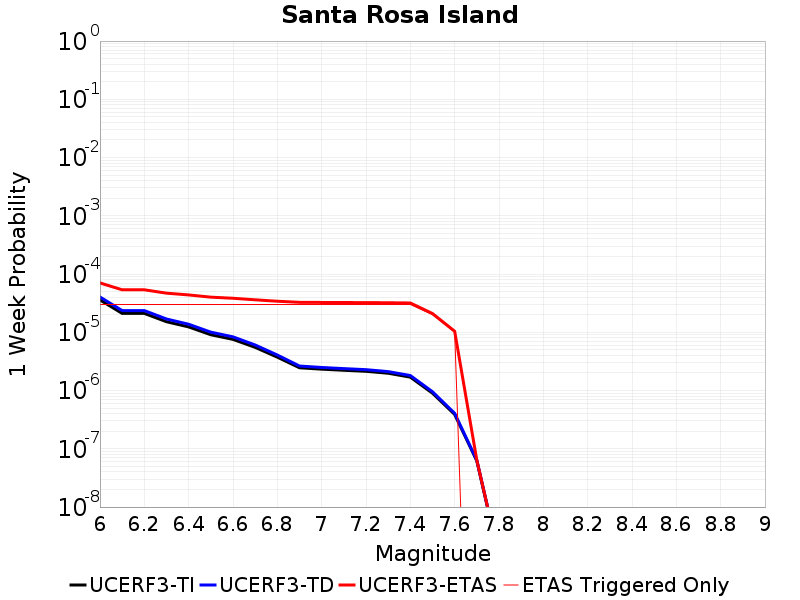 Santa Rosa Island
1 Week Probability
10^0
10^-1
10^-2
10^-3
10^-4
10^-5
10^-6
10^-7
10^-8
6 6.2 6.4 6.6 6.8 7 7.2 7.4 7.6 7.8 8 8.2 8.4 8.6 8.8 9
Magnitude
UCERF3-TI UCERF3-TD UCERF3-ETAS ETAS Triggered Only